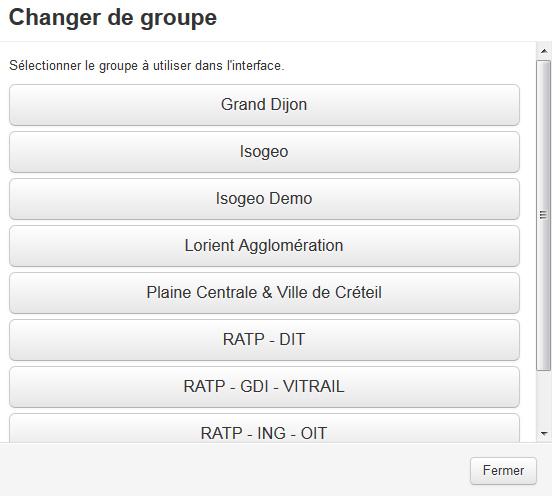 Changer de groupe
Sélectionner le groupe à utiliser dans l'interface.
Grand Dijon
Isogeo
Isogeo Demo
Lorient Agglomération
Plaine Centrale & Ville de Créteil
RATP - DIT
RATP - GDI - VITRAIL
RATP - ING - OIT
Fermer